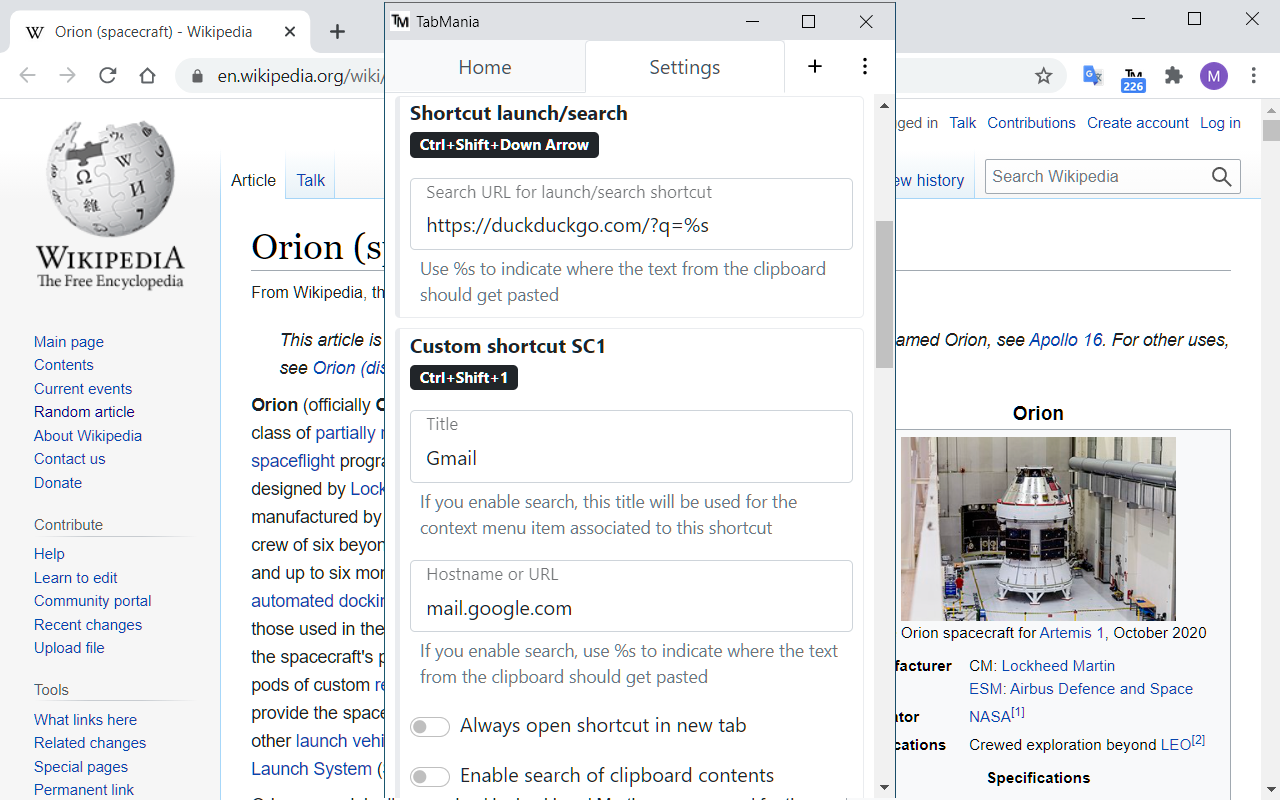 Orion (spacecraft) - Wikipedia
TM TabMania
en.wikipedia.org/wiki/
TM
226
M
Home
Settings
Shortcut launch/search
Ctrl+Shift+Down Arrow
Search URL for launch/search shortcut
https://duckduckgo.com/?q=%s
Use %s to indicate where the text from the clipboard
should get pasted
Custom shortcut SC1
Ctrl+Shift+1
Title
Gmail
If you enable search, this title will be used for the
context menu item associated to this shortcut
Hostname or URL
mail.google.com
If you enable search, use %s to indicate where the text
from the clipboard should get pasted
Always open shortcut in new tab
Enable search of clipboard contents
WIKIPEDIA
The Free Encyclopedia
Main page
Contents
Current events
Random article
About Wikipedia
Contact us
Donate
Contribute
Help
Learn to edit
Community portal
Recent changes
Upload file
Tools
What links here
Related changes
Special pages
Permanent link
gged in Talk Contributions Create account Log in
Article Talk
ew history
Search Wikipedia
Orion (s
From Wikipedia, th
This article is
amed Orion, see Apollo 16. For other uses,
see Orion (dis
Orion (officially O
class of partially r
spaceflight progra
designed by Lock
manufactured by
crew of six beyon
and up to six mor
automated dockin
those used in the
the spacecraft's p
pods of custom re
provide the space
other launch vehi
Launch System (
Orion
Orion spacecraft for Artemis 1, October 2020
facturer CM: Lockheed Martin
ESM: Airbus Defence and Space
ator NASA[1]
cations Crewed exploration beyond LEO[2]
Specifications